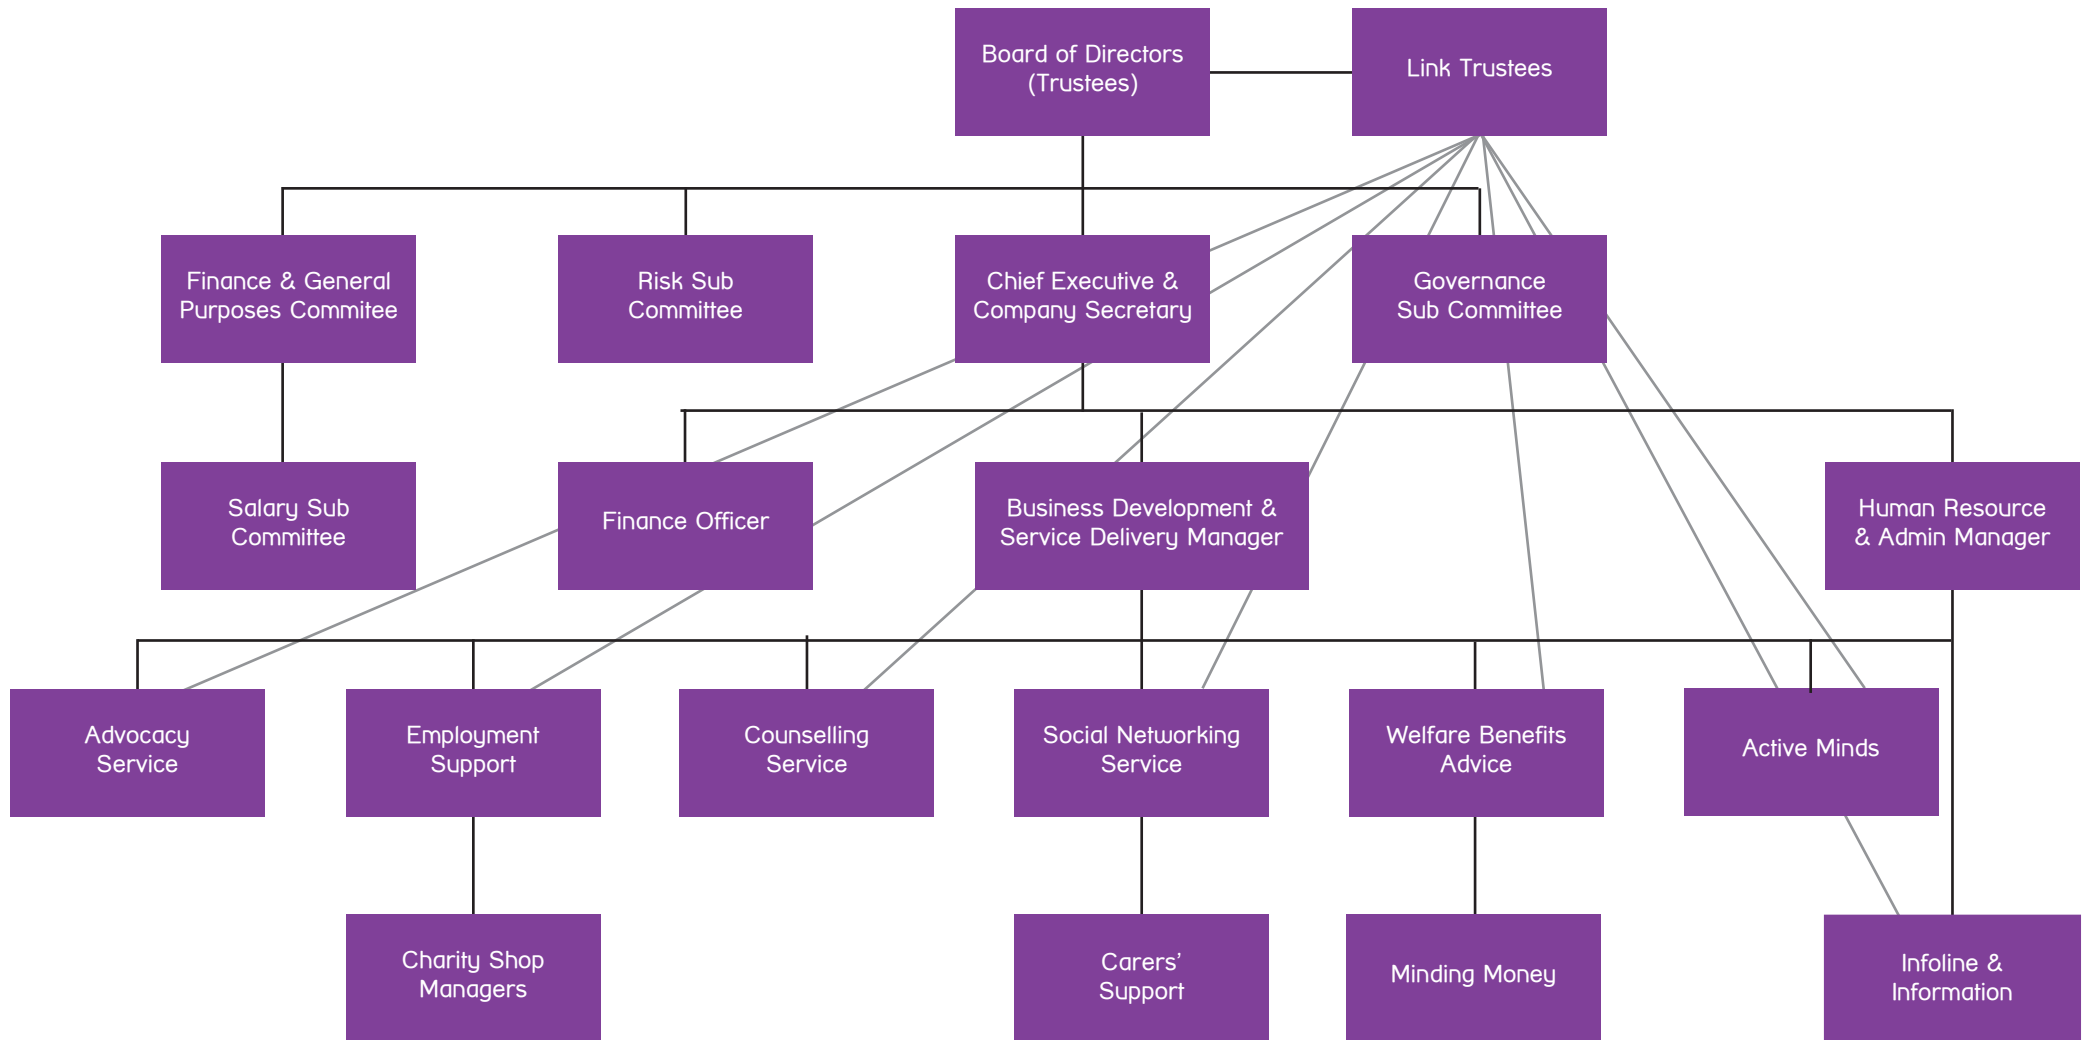 Board of Directors
(Trustees)
Link Trustees
Finance & General
Purposes Commitee
Risk Sub
Committee
Chief Executive &
Company Secretary
Governance
Sub Committee
Salary Sub
Committee
Finance Officer
Business Development &
Service Delivery Manager
Human Resource
& Admin Manager
Advocacy
Service
Employment
Support
Counselling
Service
Social Networking
Service
Welfare Benefits
Advice
Active Minds
Charity Shop
Managers
Carers’
Support
Minding Money
Infoline &
Information